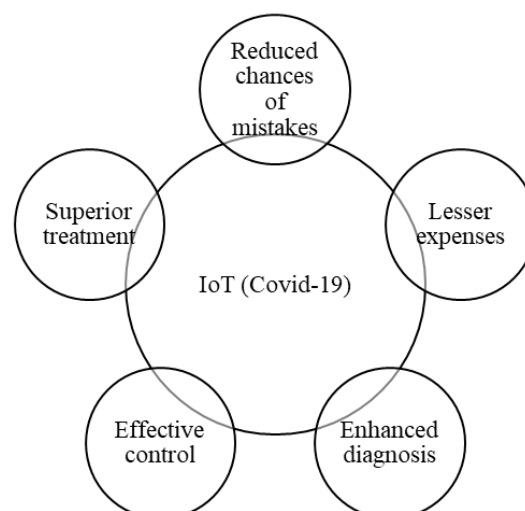 Reduced
chances
of
mistakes
Superior
treatment
Lesser
expenses
IoT (Covid-19)
Effective
control
Enhanced
diagnosis